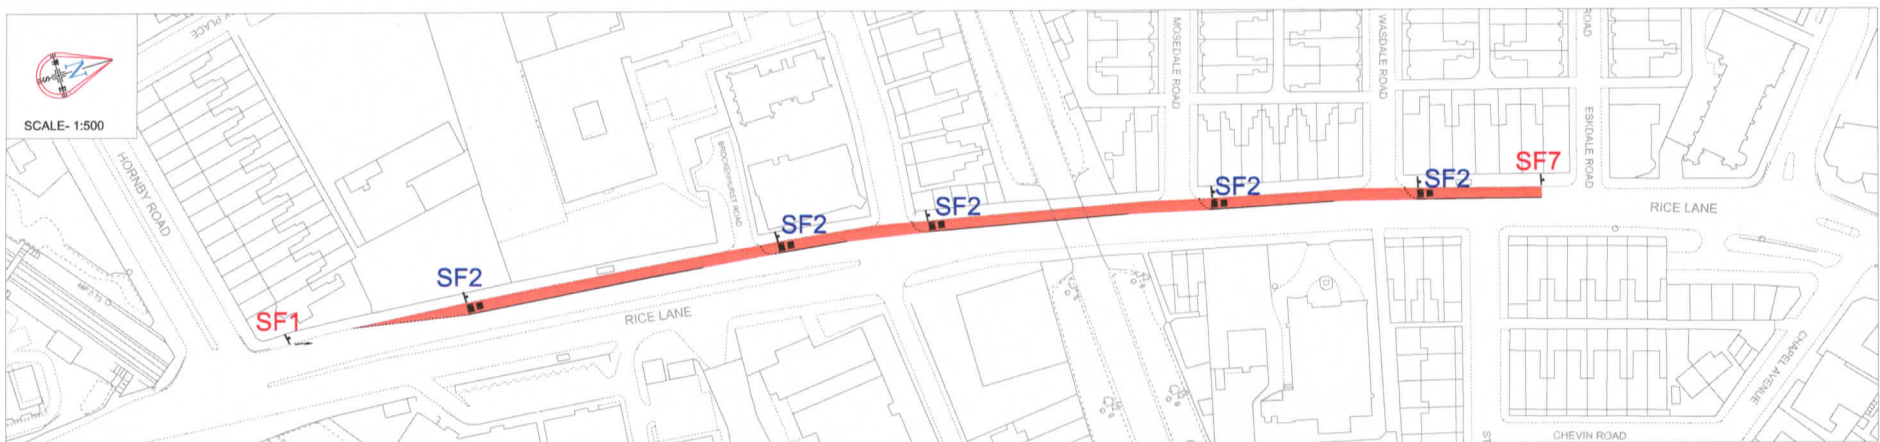 SCALE- 1:500
N
S
HORNBY ROAD
SF1
SF2
RICE LANE
BROCKENHURST ROAD
SF2
SF2
MOSEDALE ROAD
SF2
WASDALE ROAD
SF2
SF7
ROAD
ESKDALE ROAD
RICE LANE
CHAPEL AVENUE
CHEVIN ROAD
ST